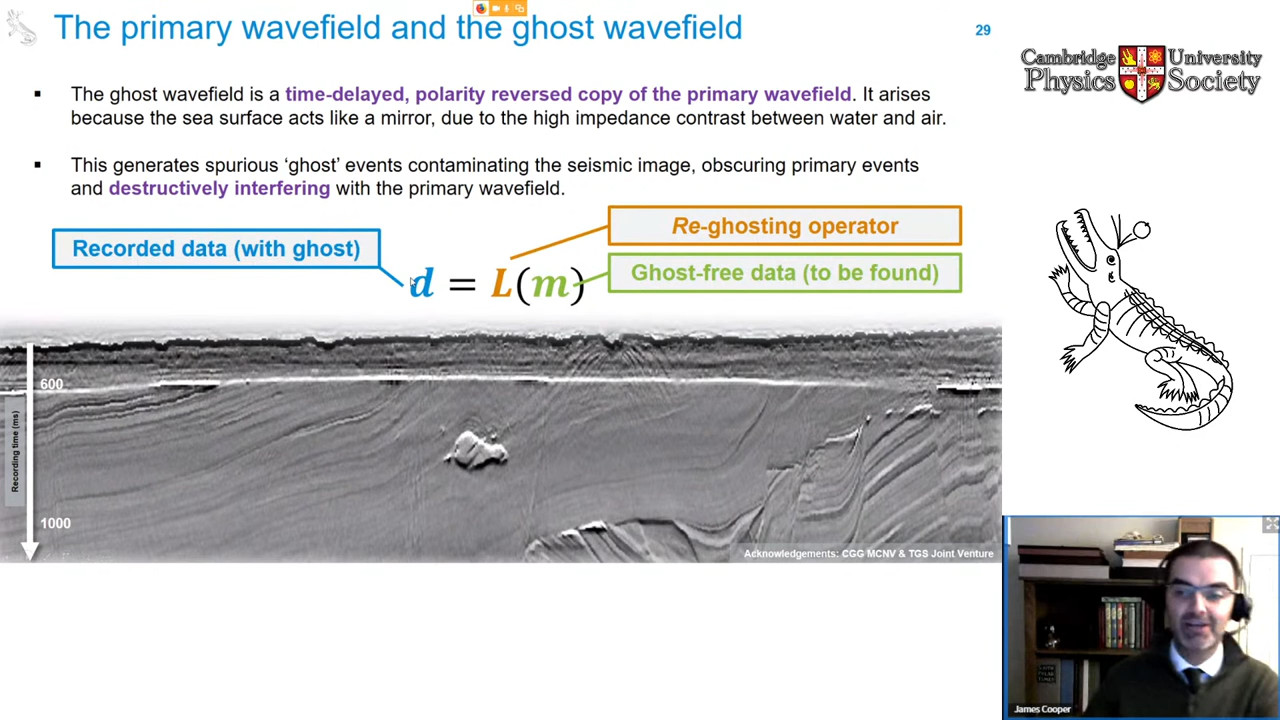 The primary wavefield and the ghost wavefield
29
Cambridge University
Physics Society
▪ The ghost wavefield is a time-delayed, polarity reversed copy of the primary wavefield. It arises
because the sea surface acts like a mirror, due to the high impedance contrast between water and air.
▪ This generates spurious ‘ghost’ events contaminating the seismic image, obscuring primary events
and destructively interfering with the primary wavefield.
Recorded data (with ghost)
Re-ghosting operator
d = L(m)
Ghost-free data (to be found)
600
Recording time (ms)
1000
Acknowledgements: CGG MCNV & TGS Joint Venture
James Cooper